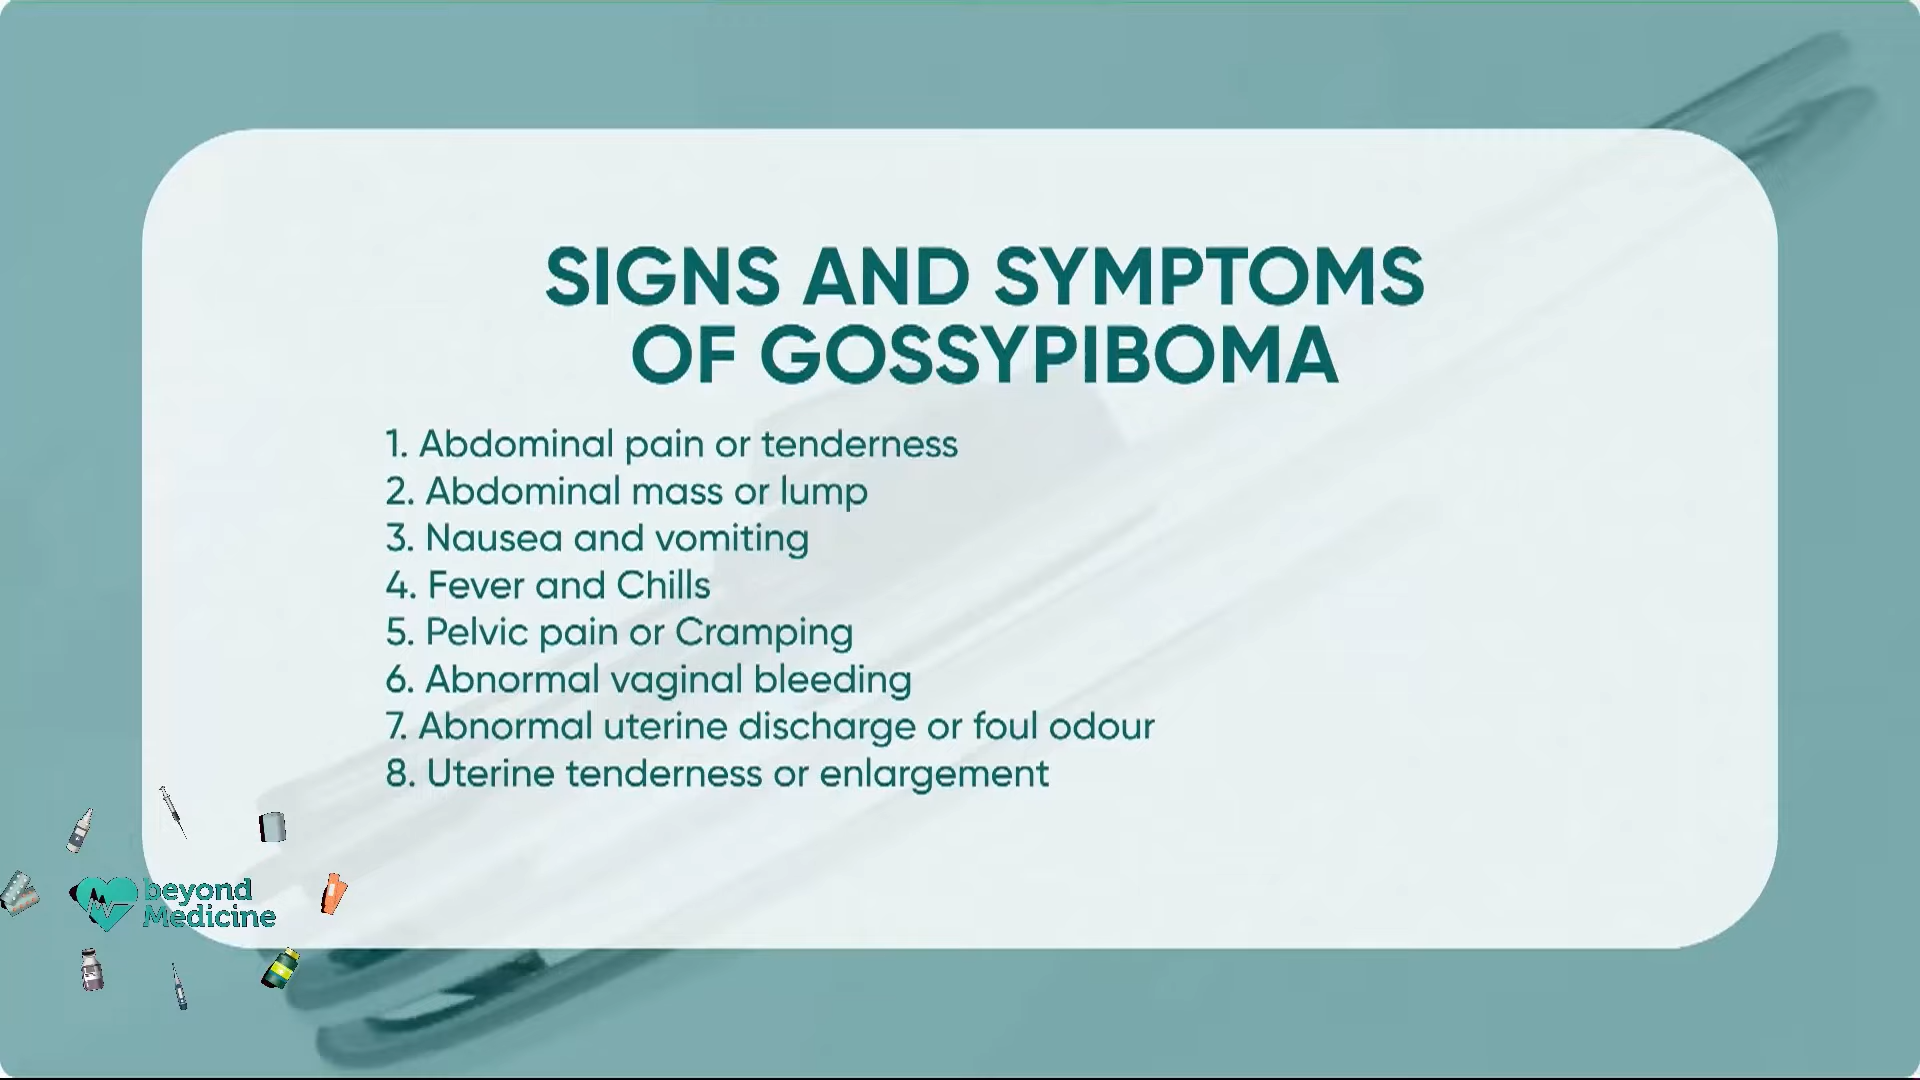 SIGNS AND SYMPTOMS
OF GOSSYPIBOMA
1. Abdominal pain or tenderness
2. Abdominal mass or lump
3. Nausea and vomiting
4. Fever and Chills
5. Pelvic pain or Cramping
6. Abnormal vaginal bleeding
7. Abnormal uterine discharge or foul odour
8. Uterine tenderness or enlargement
beyond
Medicine